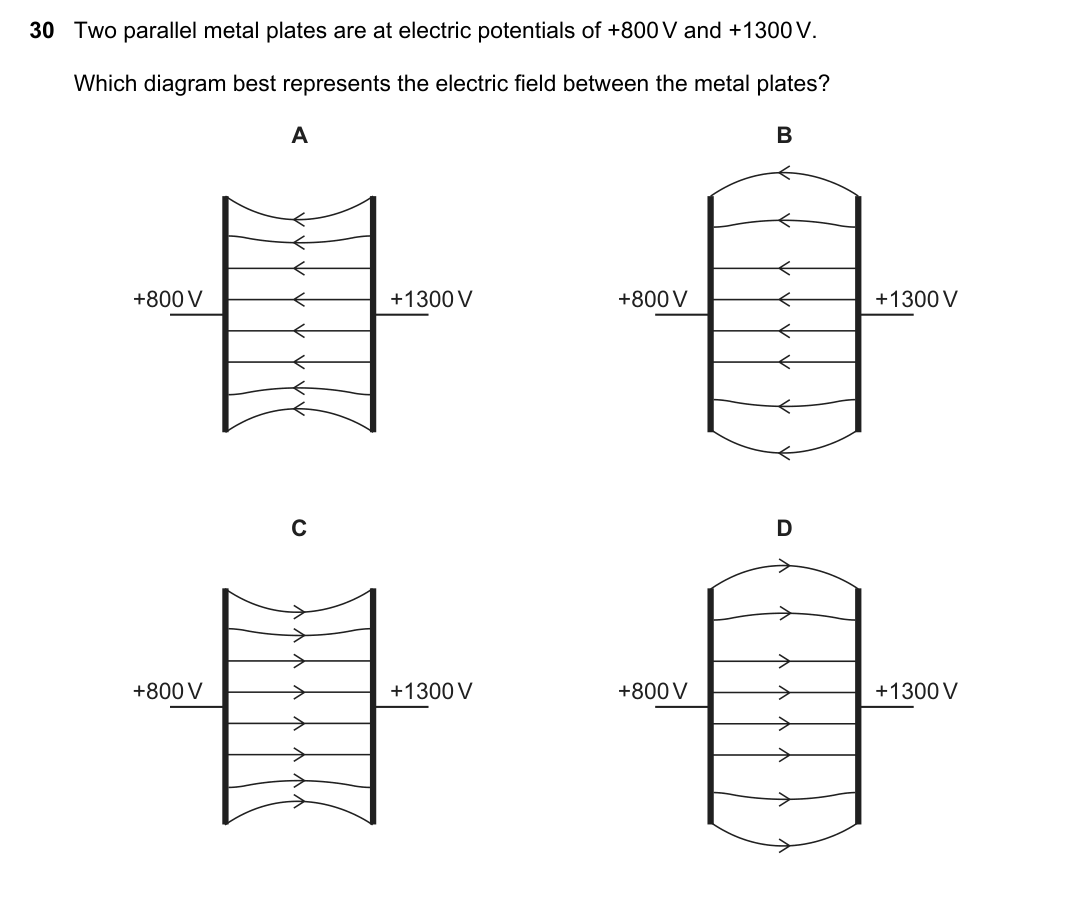 30 Two parallel metal plates are at electric potentials of +800 V and +1300 V.
Which diagram best represents the electric field between the metal plates?
A
B
+800 V
+1300 V
+800 V
+1300 V
C
D
+800 V
+1300 V
+800 V
+1300 V